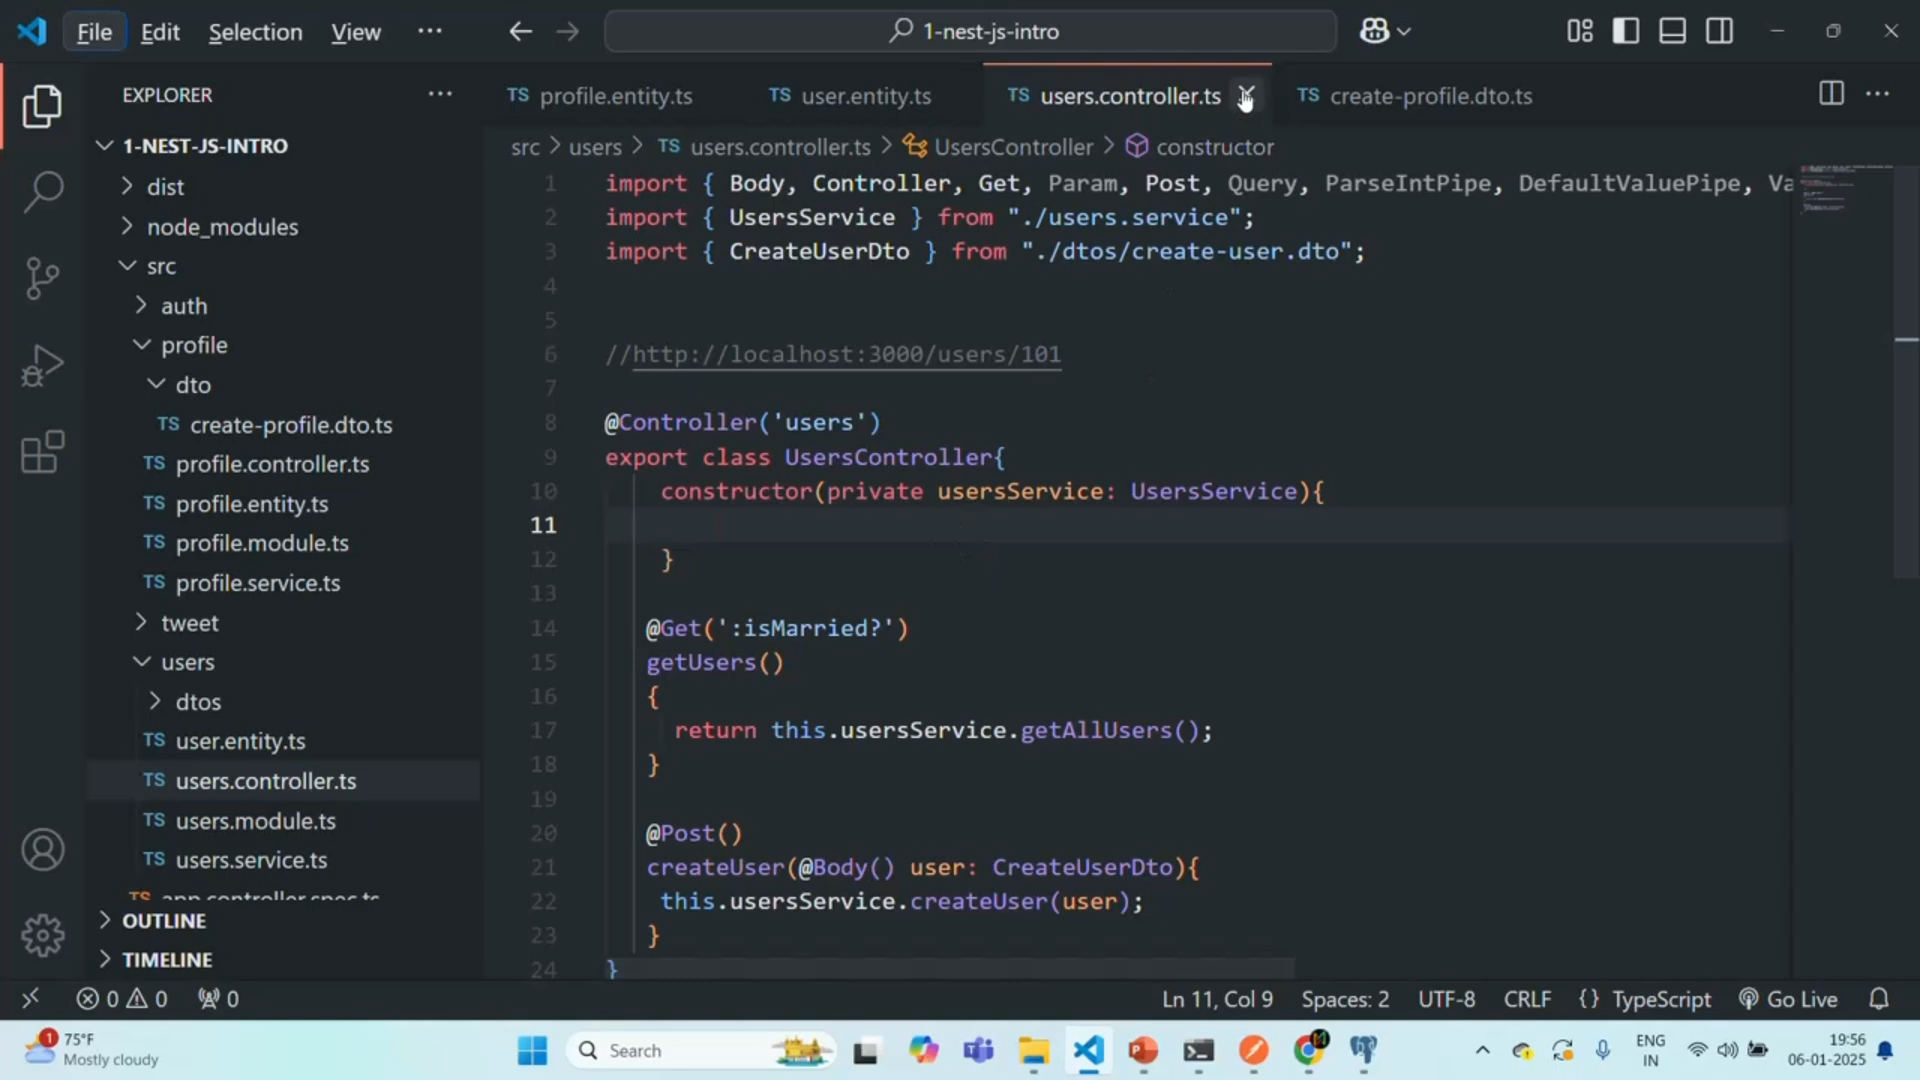 File Edit Selection View ··· 1-nest-js-intro
EXPLORER ···
1-NEST-JS-INTRO
dist
node_modules
src
auth
profile
dto
TS create-profile.dto.ts
TS profile.controller.ts
TS profile.entity.ts
TS profile.module.ts
TS profile.service.ts
tweet
users
dtos
TS user.entity.ts
TS users.controller.ts
TS users.module.ts
TS users.service.ts
TS app.controller.spec.ts
OUTLINE
TIMELINE
TS profile.entity.ts TS user.entity.ts TS users.controller.ts TS create-profile.dto.ts
src > users > TS users.controller.ts > UsersController > constructor
1 import { Body, Controller, Get, Param, Post, Query, ParseIntPipe, DefaultValuePipe, Va
2 import { UsersService } from "./users.service";
3 import { CreateUserDto } from "./dtos/create-user.dto";
4
5
6 //http://localhost:3000/users/101
7
8 @Controller('users')
9 export class UsersController{
10 constructor(private usersService: UsersService){
11
12 }
13
14 @Get(':isMarried?')
15 getUsers()
16 {
17 return this.usersService.getAllUsers();
18 }
19
20 @Post()
21 createUser(@Body() user: CreateUserDto){
22 this.usersService.createUser(user);
23 }
24 }
0 0 0 Ln 11, Col 9 Spaces: 2 UTF-8 CRLF {} TypeScript Go Live
1 75°F
Mostly cloudy
Search
ENG
IN
19:56
06-01-2025